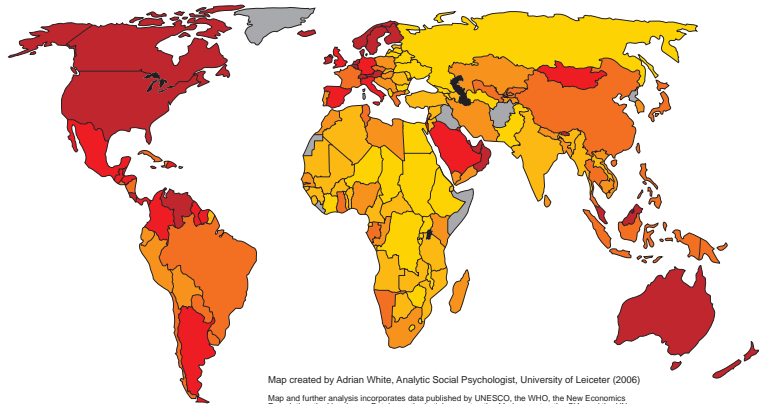 Map created by Adrian White, Analytic Social Psychologist, University of Leiceter (2006)
Map and further analysis incorporates data published by UNESCO, the WHO, the New Economics